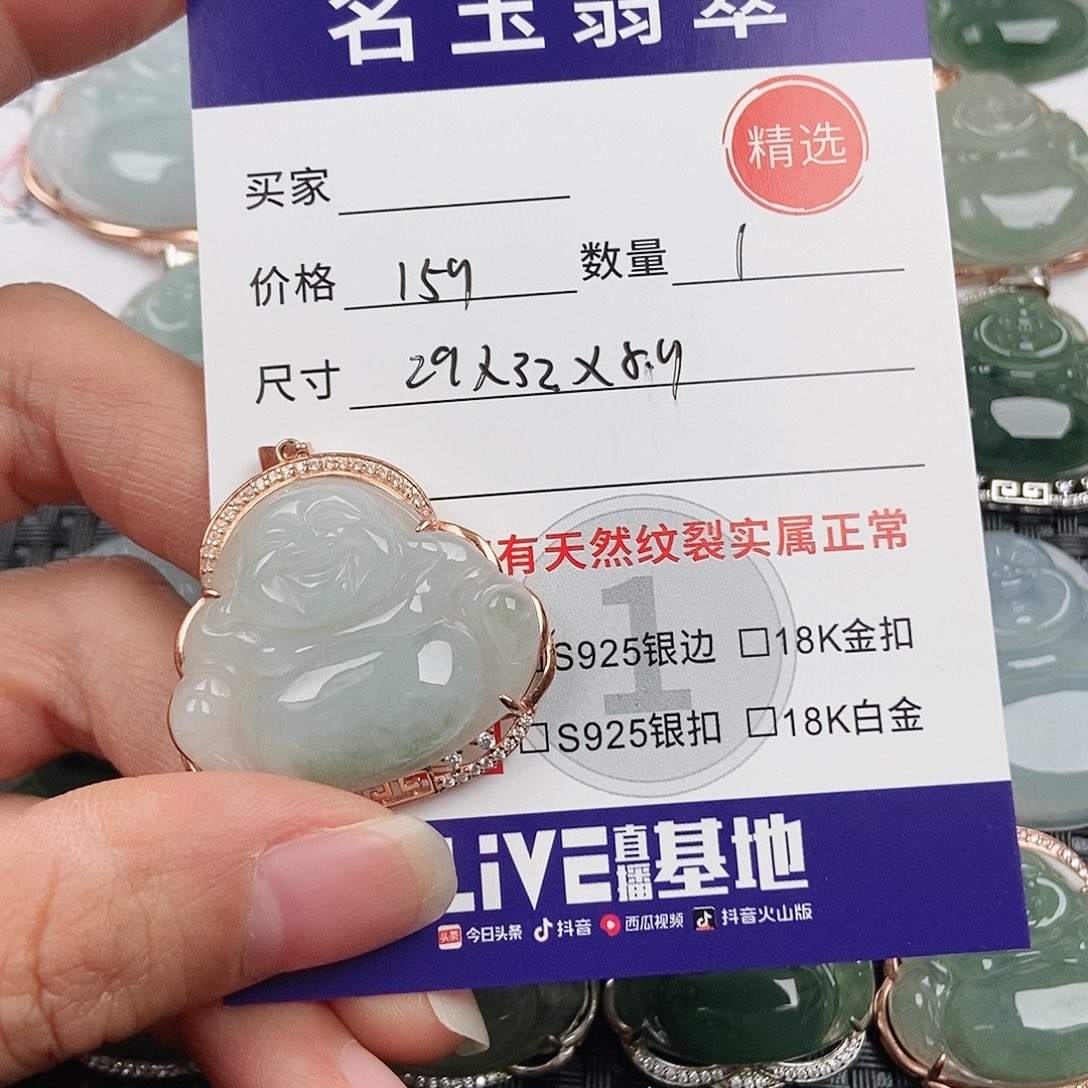 名玉翡翠
精选
买家
价格 159 数量 1
尺寸 29X32X8.9
有天然纹裂实属正常
1
S925银边 □18K金扣
□S925银扣 □18K白金
LiVE直播基地
头条 今日头条 抖音 西瓜视频 抖音火山版